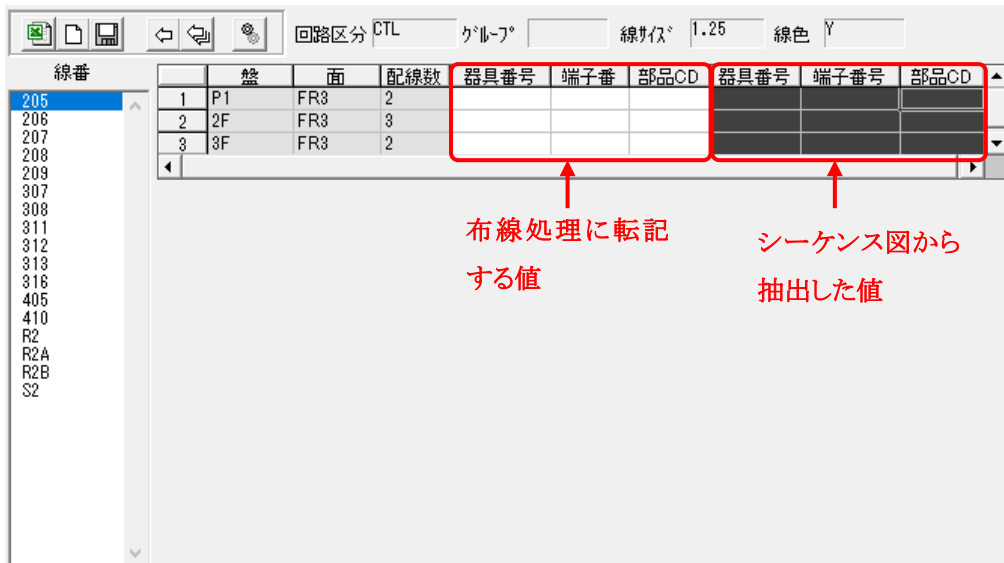 回路区分 CTL ｸﾞﾙｰﾌﾟ 線ｻｲｽﾞ 1.25 線色 Y
線番
盤 面 配線数 器具番号 端子番 部品CD 器具番号 端子番号 部品CD
1 P1 FR3 2
2 2F FR3 3
3 3F FR3 2
205
206
207
208
209
307
308
311
312
313
316
405
410
R2
R2A
R2B
S2
布線処理に転記
する値
シーケンス図から
抽出した値